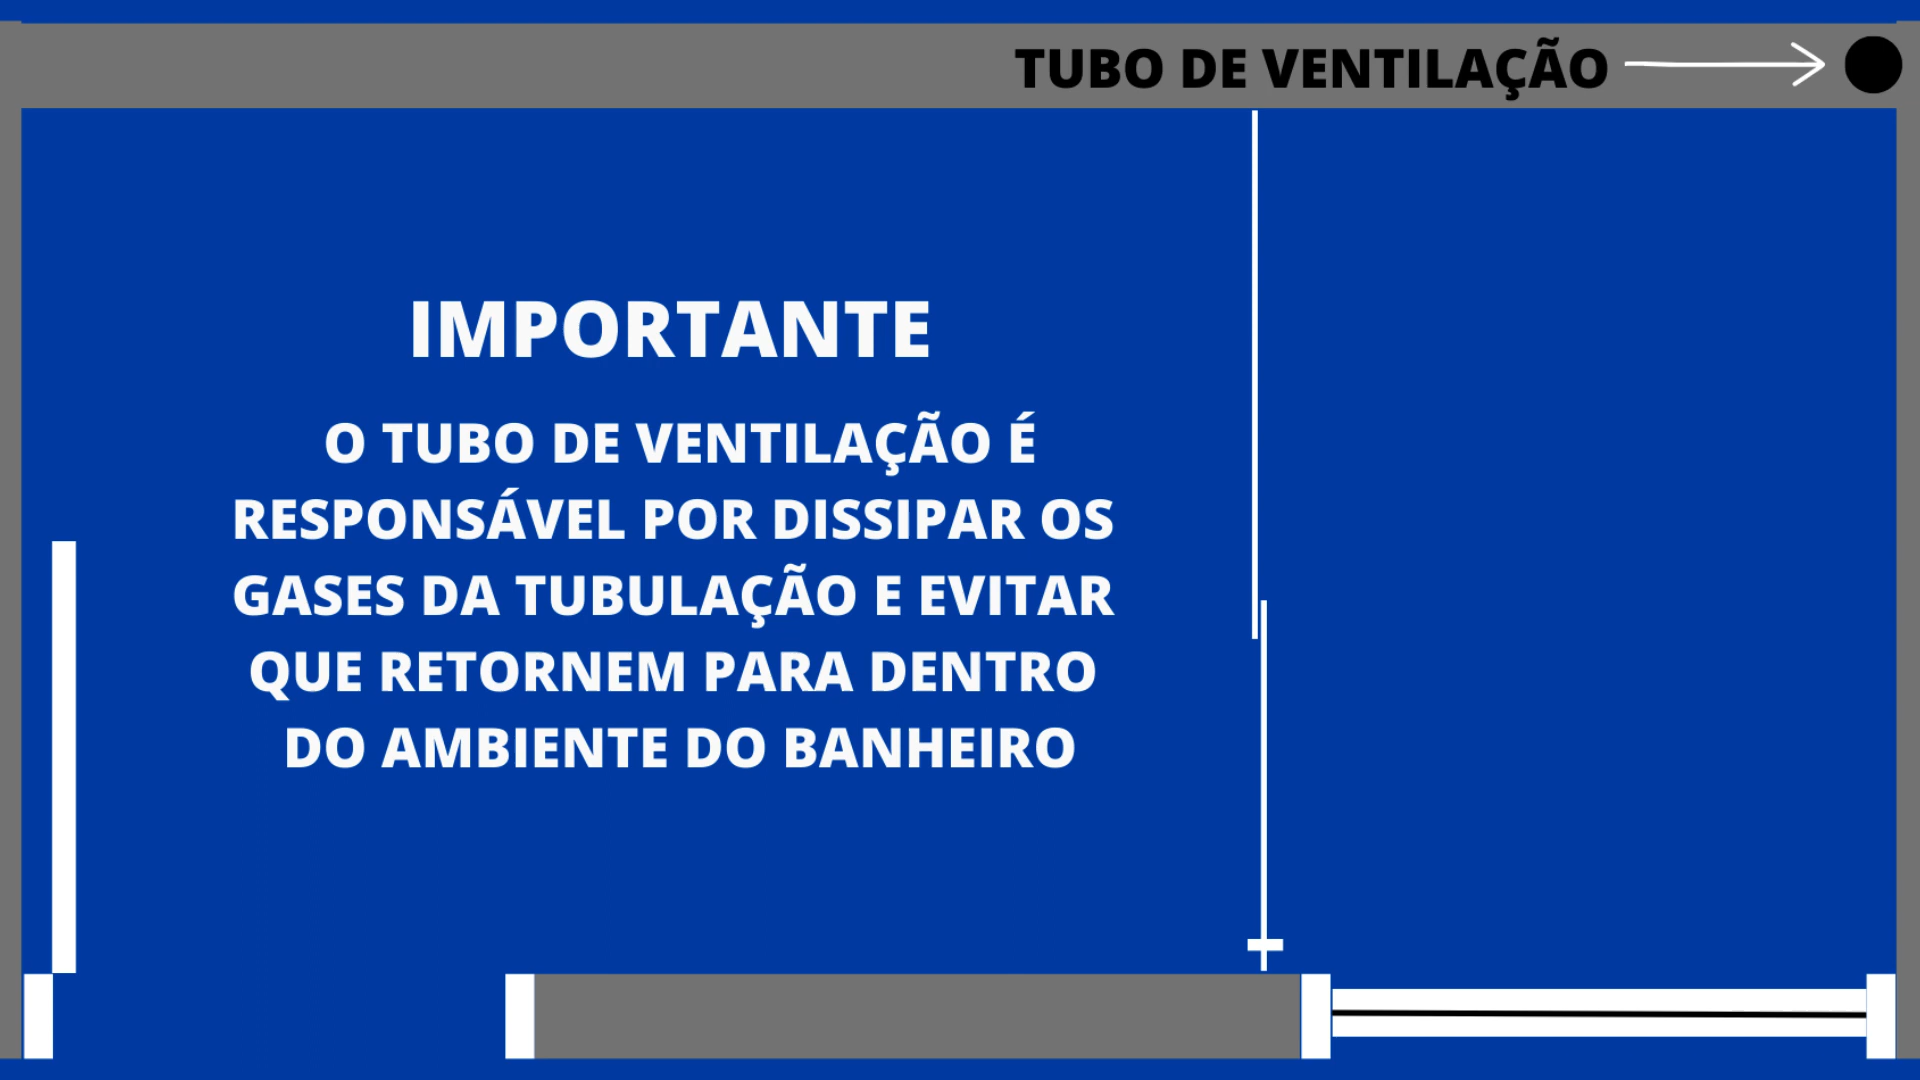 TUBO DE VENTILAÇÃO
IMPORTANTE
O TUBO DE VENTILAÇÃO É
RESPONSÁVEL POR DISSIPAR OS
GASES DA TUBULAÇÃO E EVITAR
QUE RETORNEM PARA DENTRO
DO AMBIENTE DO BANHEIRO